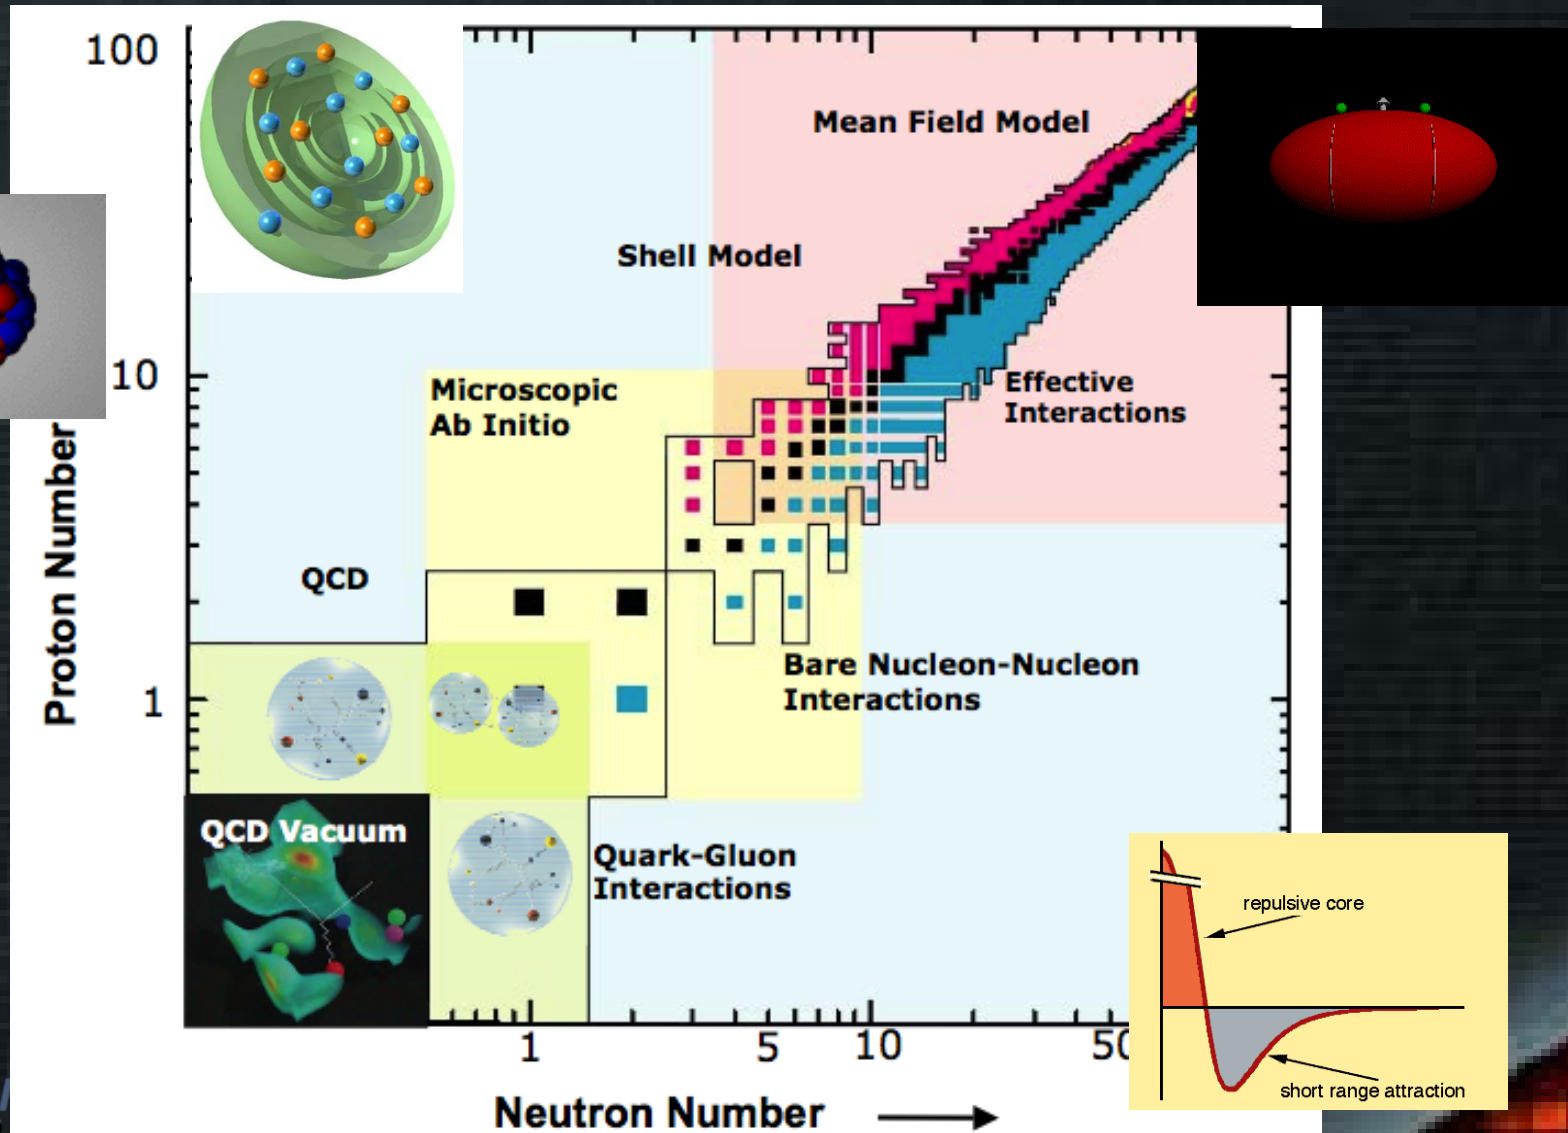 100
Mean Field Model
Shell Model
10
Microscopic
Ab Initio
Effective
Interactions
Proton Number
QCD
Bare Nucleon-Nucleon
Interactions
1
QCD Vacuum
Quark-Gluon
Interactions
repulsive core
short range attraction
1
5
10
50
Neutron Number